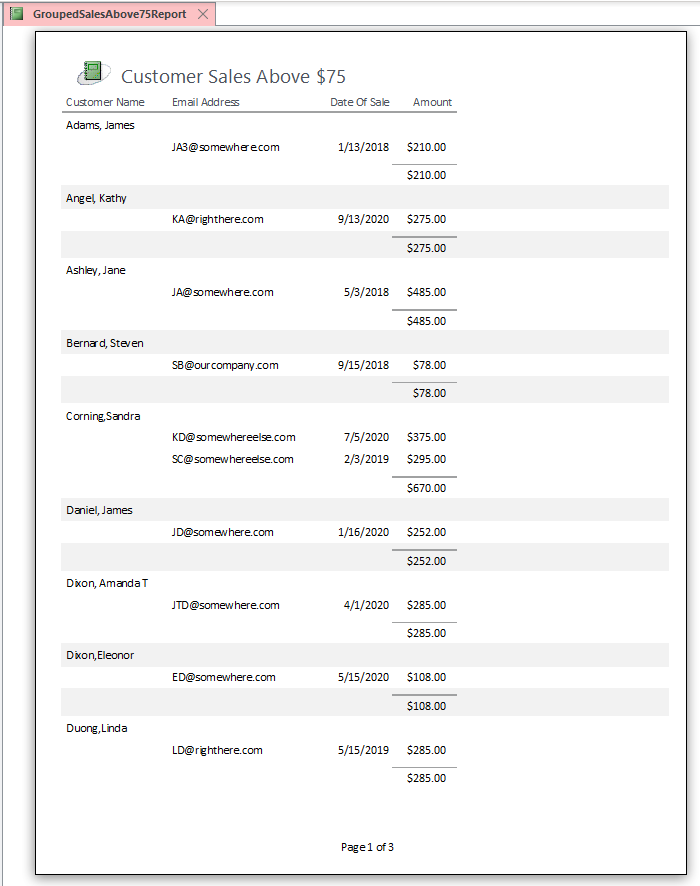 GroupedSalesAbove75Report
Customer Sales Above $75
Customer Name Email Address Date Of Sale Amount
Adams, James
JA3@somewhere.com 1/13/2018 $210.00
$210.00
Angel, Kathy
KA@righthere.com 9/13/2020 $275.00
$275.00
Ashley, Jane
JA@somewhere.com 5/3/2018 $485.00
$485.00
Bernard, Steven
SB@ourcompany.com 9/15/2018 $78.00
$78.00
Corning,Sandra
KD@somewhereelse.com 7/5/2020 $375.00
SC@somewhereelse.com 2/3/2019 $295.00
$670.00
Daniel, James
JD@somewhere.com 1/16/2020 $252.00
$252.00
Dixon, Amanda T
JTD@somewhere.com 4/1/2020 $285.00
$285.00
Dixon,Eleonor
ED@somewhere.com 5/15/2020 $108.00
$108.00
Duong,Linda
LD@righthere.com 5/15/2019 $285.00
$285.00
Page 1 of 3